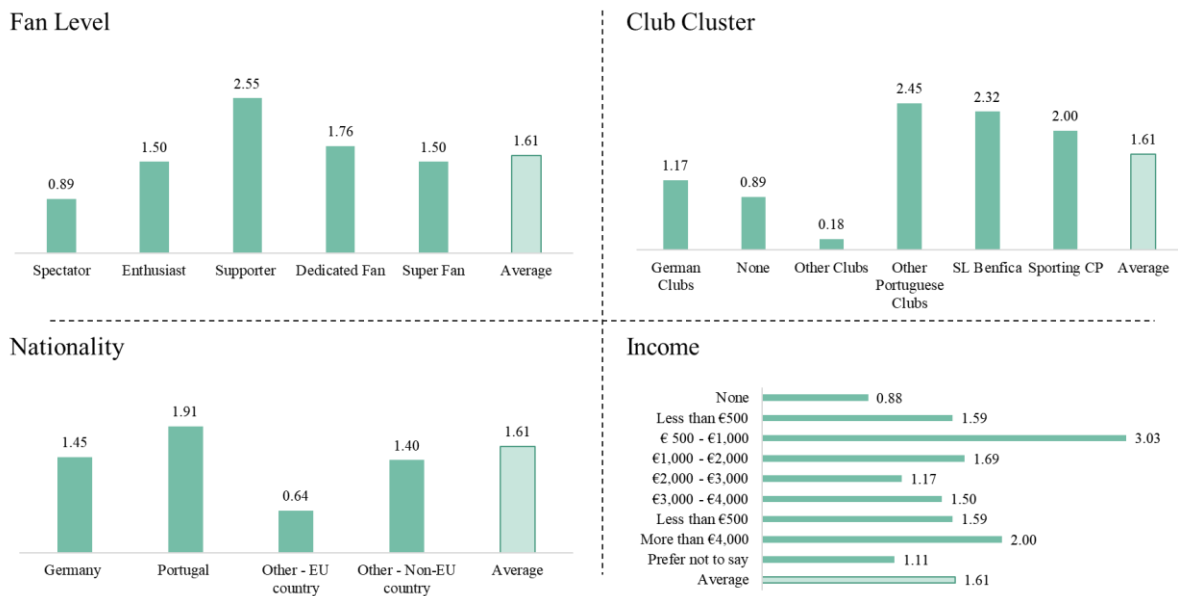 Fan Level
2.55
1.76
1.50
1.50
1.61
0.89
Spectator Enthusiast Supporter Dedicated Fan Super Fan Average
Club Cluster
2.45
2.32
2.00
1.61
1.17
0.89
0.18
German Clubs
None
Other Clubs
Other Portuguese Clubs
SL Benfica
Sporting CP
Average
Nationality
1.91
1.61
1.45
1.40
0.64
Germany
Portugal
Other - EU country
Other - Non-EU country
Average
Income
None 0.88
Less than €500 1.59
€ 500 - €1,000 3.03
€1,000 - €2,000 1.69
€2,000 - €3,000 1.17
€3,000 - €4,000 1.50
Less than €500 1.59
More than €4,000 2.00
Prefer not to say 1.11
Average 1.61